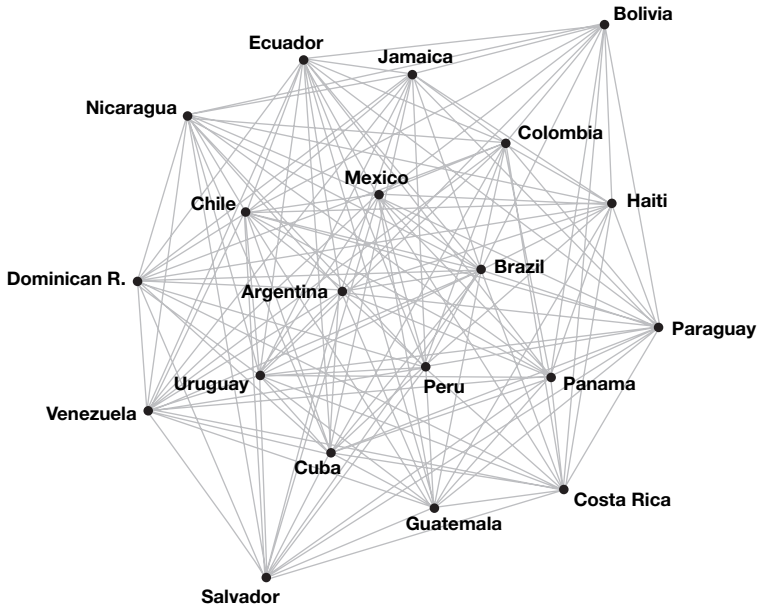 Bolivia
Ecuador
Jamaica
Nicaragua
Colombia
Mexico
Chile
Haiti
Dominican R.
Brazil
Argentina
Paraguay
Uruguay
Peru
Panama
Venezuela
Cuba
Costa Rica
Guatemala
Salvador